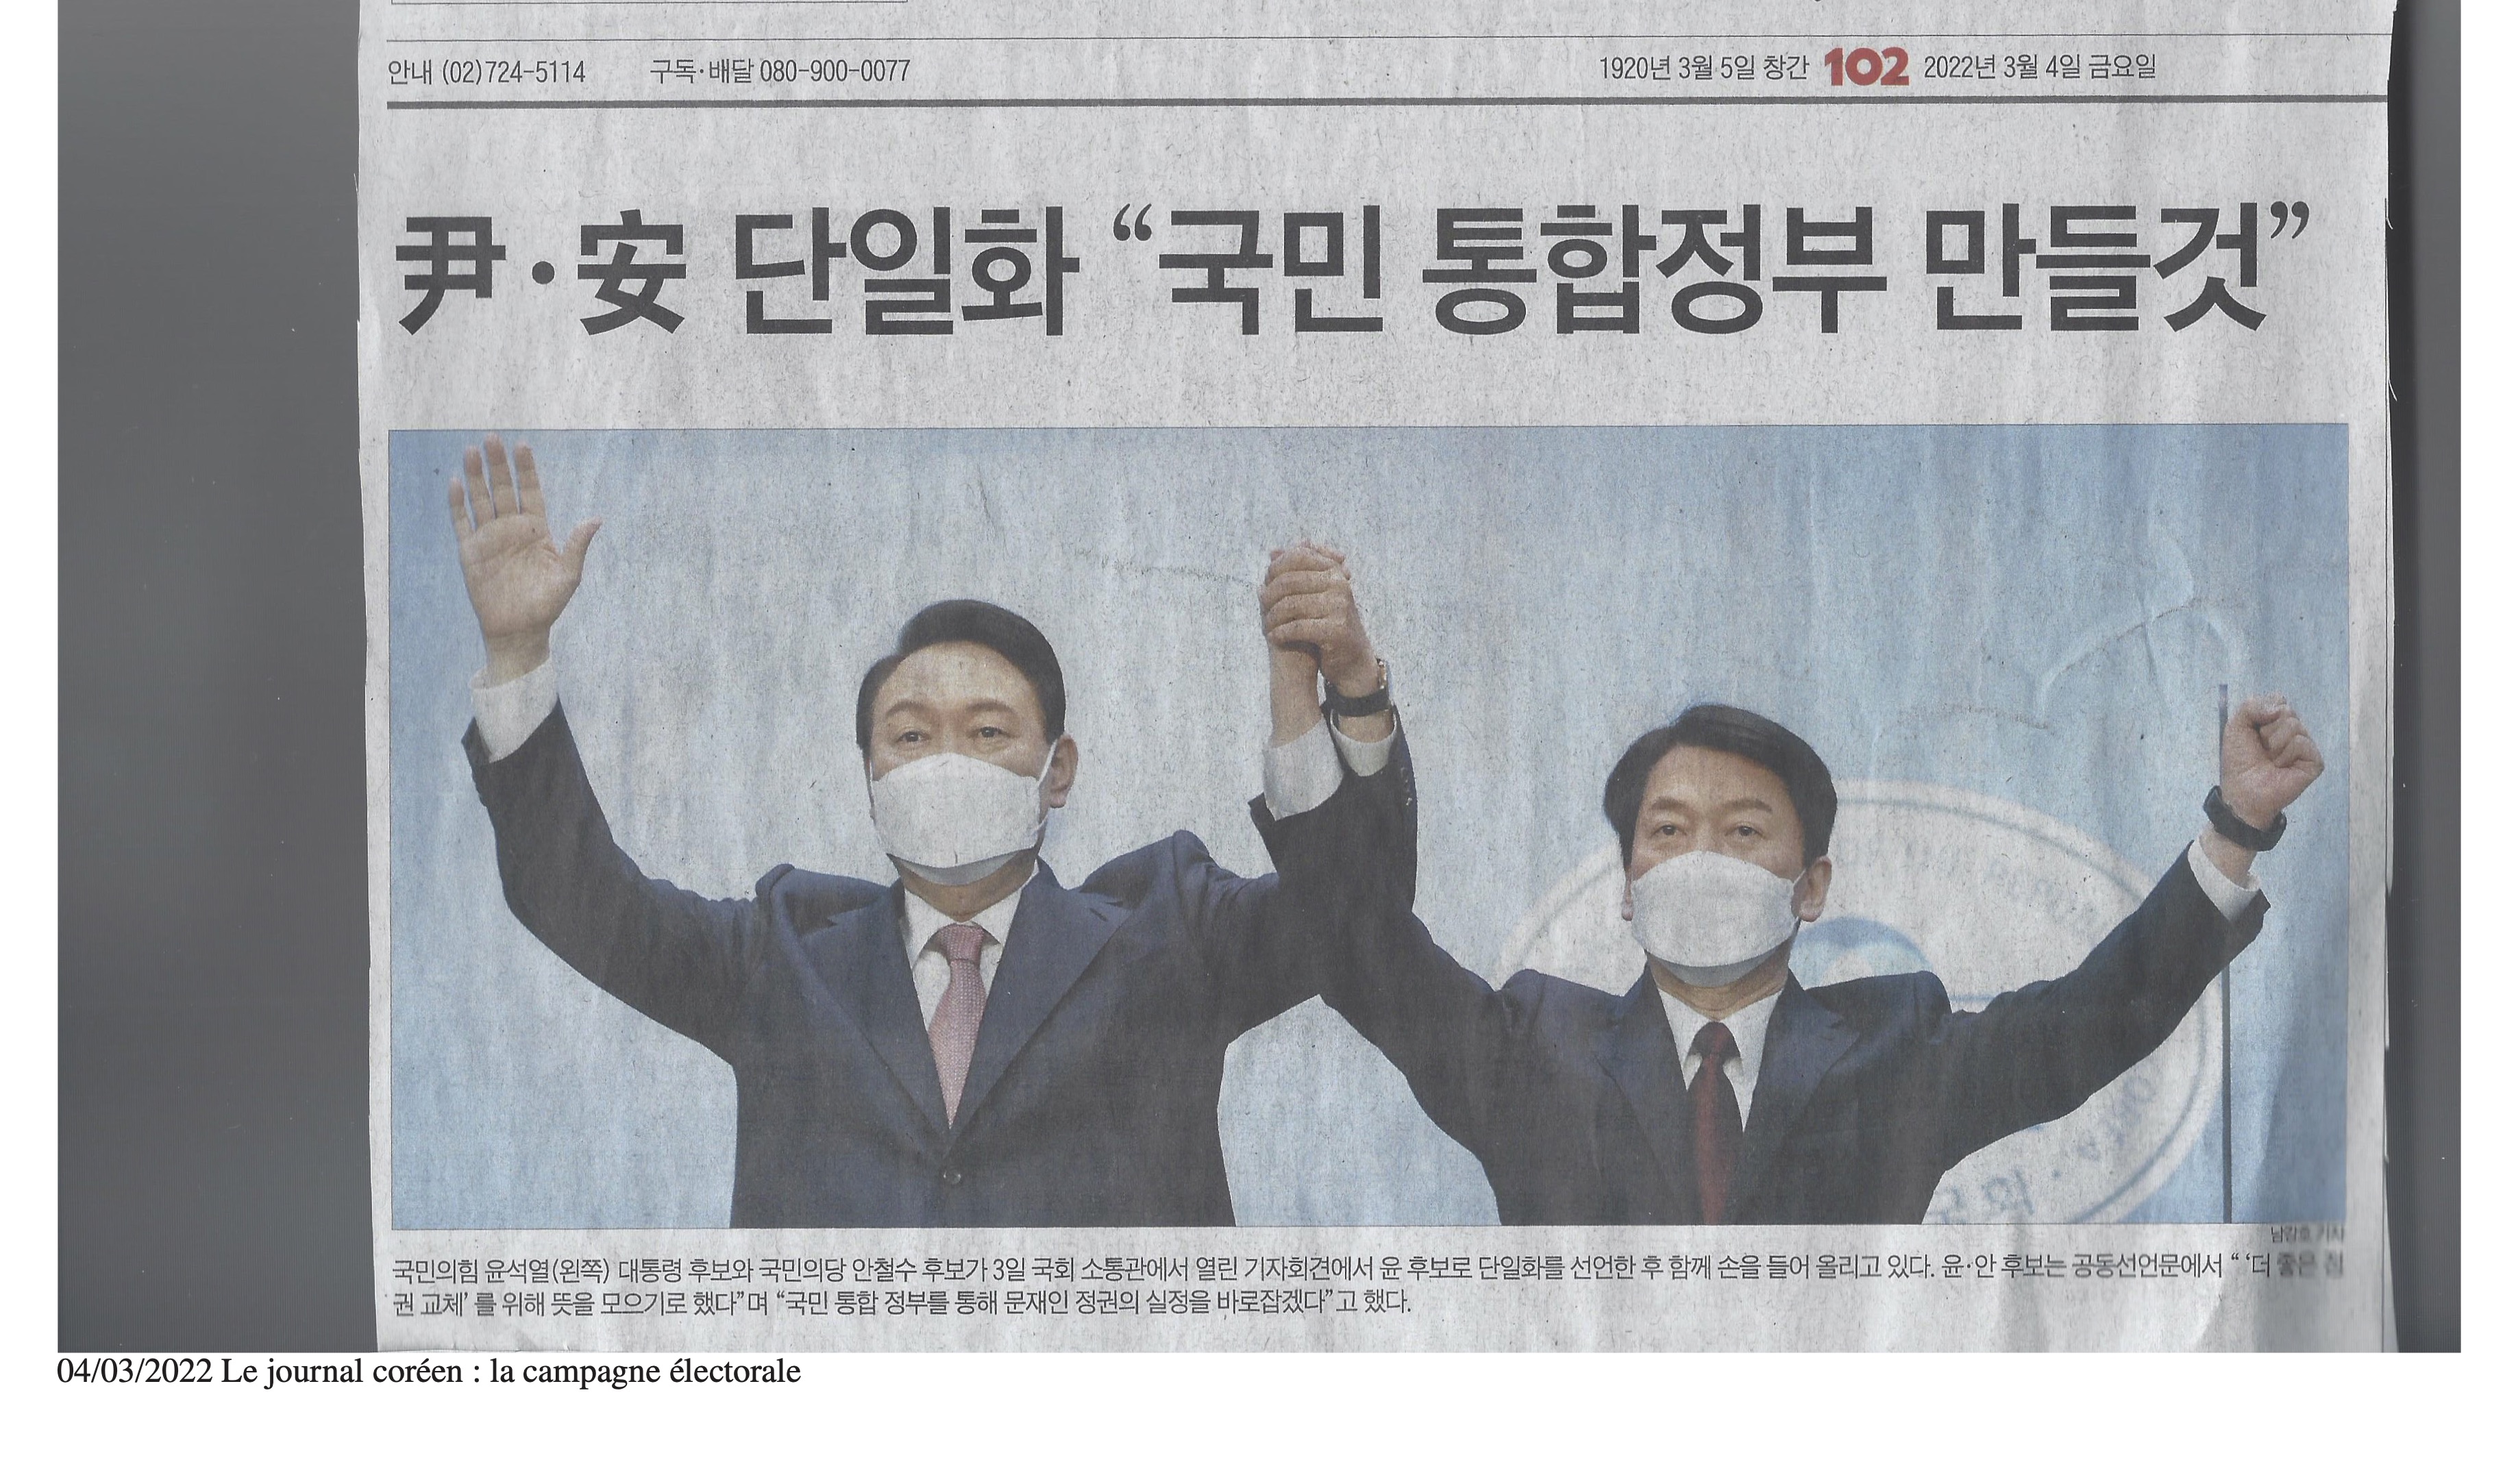 안내 (02)724-5114 구독·배달 080-900-0077 1920년 3월 5일 창간 102 2022년 3월 4일 금요일
尹·安 단일화 “국민 통합정부 만들것”
남강호 기자
국민의힘 윤석열(왼쪽) 대통령 후보와 국민의당 안철수 후보가 3일 국회 소통관에서 열린 기자회견에서 윤 후보로 단일화를 선언한 후 함께 손을 들어 올리고 있다. 윤·안 후보는 공동선언문에서 “ ‘더 좋은 정
권 교체’를 위해 뜻을 모으기로 했다”며 “국민 통합 정부를 통해 문재인 정권의 실정을 바로잡겠다”고 했다.
04/03/2022 Le journal coréen : la campagne électorale